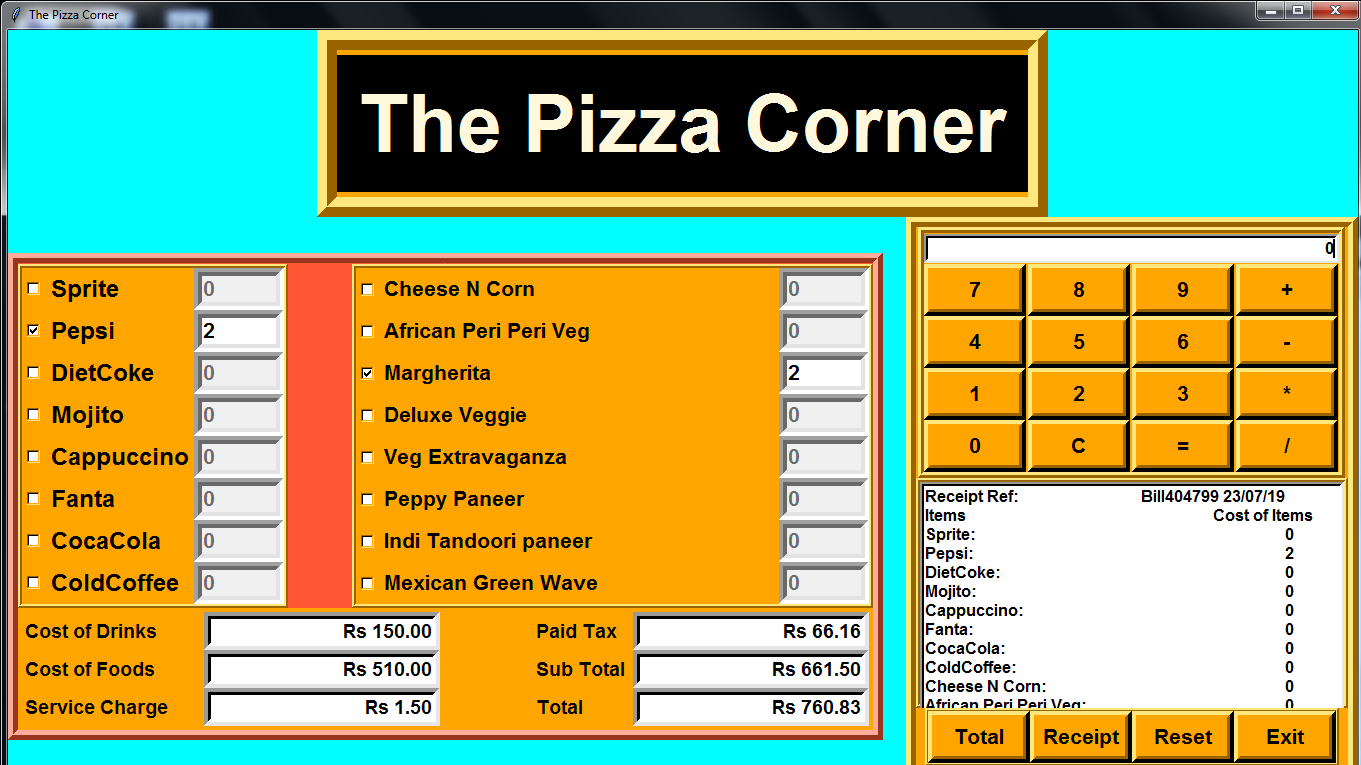 The Pizza Corner
The Pizza Corner
Sprite 0
Pepsi 2
DietCoke 0
Mojito 0
Cappuccino 0
Fanta 0
CocaCola 0
ColdCoffee 0
Cheese N Corn 0
African Peri Peri Veg 0
Margherita 2
Deluxe Veggie 0
Veg Extravaganza 0
Peppy Paneer 0
Indi Tandoori paneer 0
Mexican Green Wave 0
Cost of Drinks Rs 150.00
Cost of Foods Rs 510.00
Service Charge Rs 1.50
Paid Tax Rs 66.16
Sub Total Rs 661.50
Total Rs 760.83
0
7 8 9 +
4 5 6 -
1 2 3 *
0 C = /
Receipt Ref: Bill404799 23/07/19
Items Cost of Items
Sprite: 0
Pepsi: 2
DietCoke: 0
Mojito: 0
Cappuccino: 0
Fanta: 0
CocaCola: 0
ColdCoffee: 0
Cheese N Corn: 0
African Peri Peri Veg: 0
Total Receipt Reset Exit